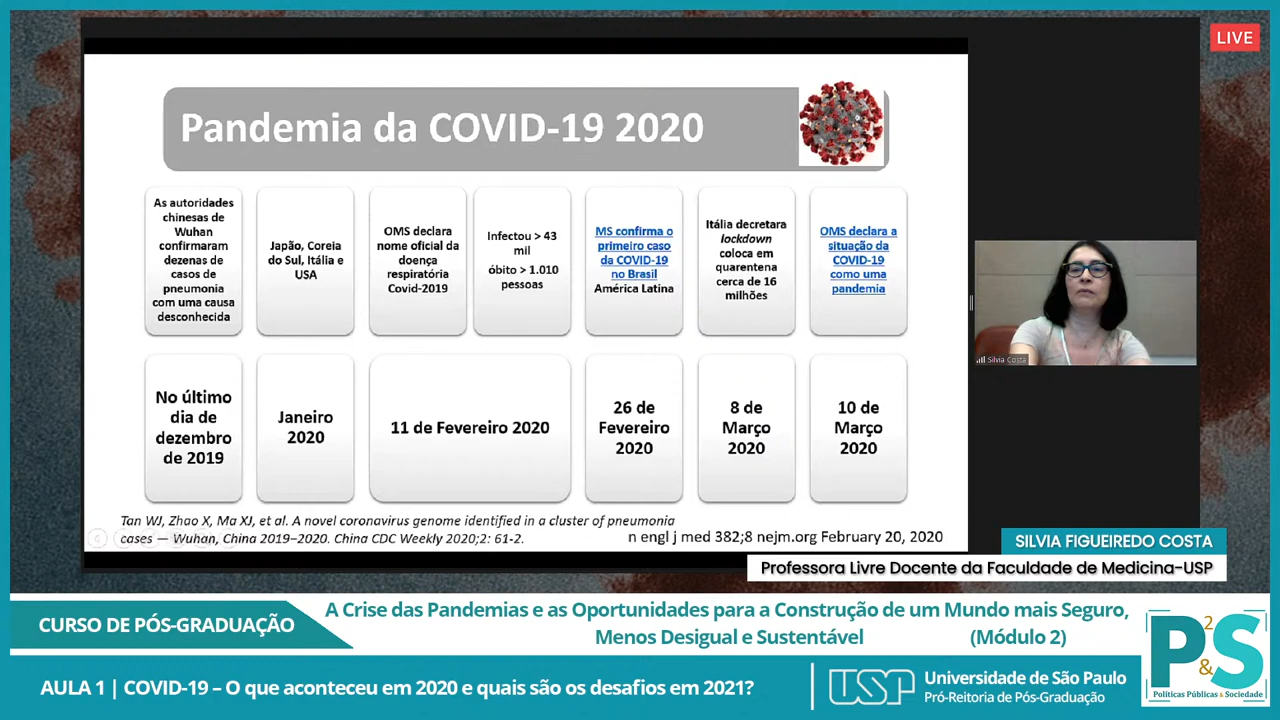 LIVE
Pandemia da COVID-19 2020
As autoridades
chinesas de
Wuhan
confirmaram
dezenas de
casos de
pneumonia
com uma causa
desconhecida
Japão, Coreia
do Sul, Itália e
USA
OMS declara
nome oficial da
doença
respiratória
Covid-2019
Infectou > 43
mil
óbito > 1.010
pessoas
MS confirma o
primeiro caso
da COVID-19
no Brasil
América Latina
Itália decretara
lockdown
coloca em
quarentena
cerca de 16
milhões
OMS declara a
situação da
COVID-19
como uma
pandemia
No último
dia de
dezembro
de 2019
Janeiro
2020
11 de Fevereiro 2020
26 de
Fevereiro
2020
8 de
Março
2020
10 de
Março
2020
Tan WJ, Zhao X, Ma XJ, et al. A novel coronavirus genome identified in a cluster of pneumonia
cases — Wuhan, China 2019–2020. China CDC Weekly 2020;2: 61-2.
n engl j med 382;8 nejm.org February 20, 2020
Silvia Costa
SILVIA FIGUEIREDO COSTA
Professora Livre Docente da Faculdade de Medicina-USP
CURSO DE PÓS-GRADUAÇÃO
A Crise das Pandemias e as Oportunidades para a Construção de um Mundo mais Seguro,
Menos Desigual e Sustentável (Módulo 2)
AULA 1 | COVID-19 – O que aconteceu em 2020 e quais são os desafios em 2021?
USP
Universidade de São Paulo
Pró-Reitoria de Pós-Graduação
P2&S
Políticas Públicas & Sociedade